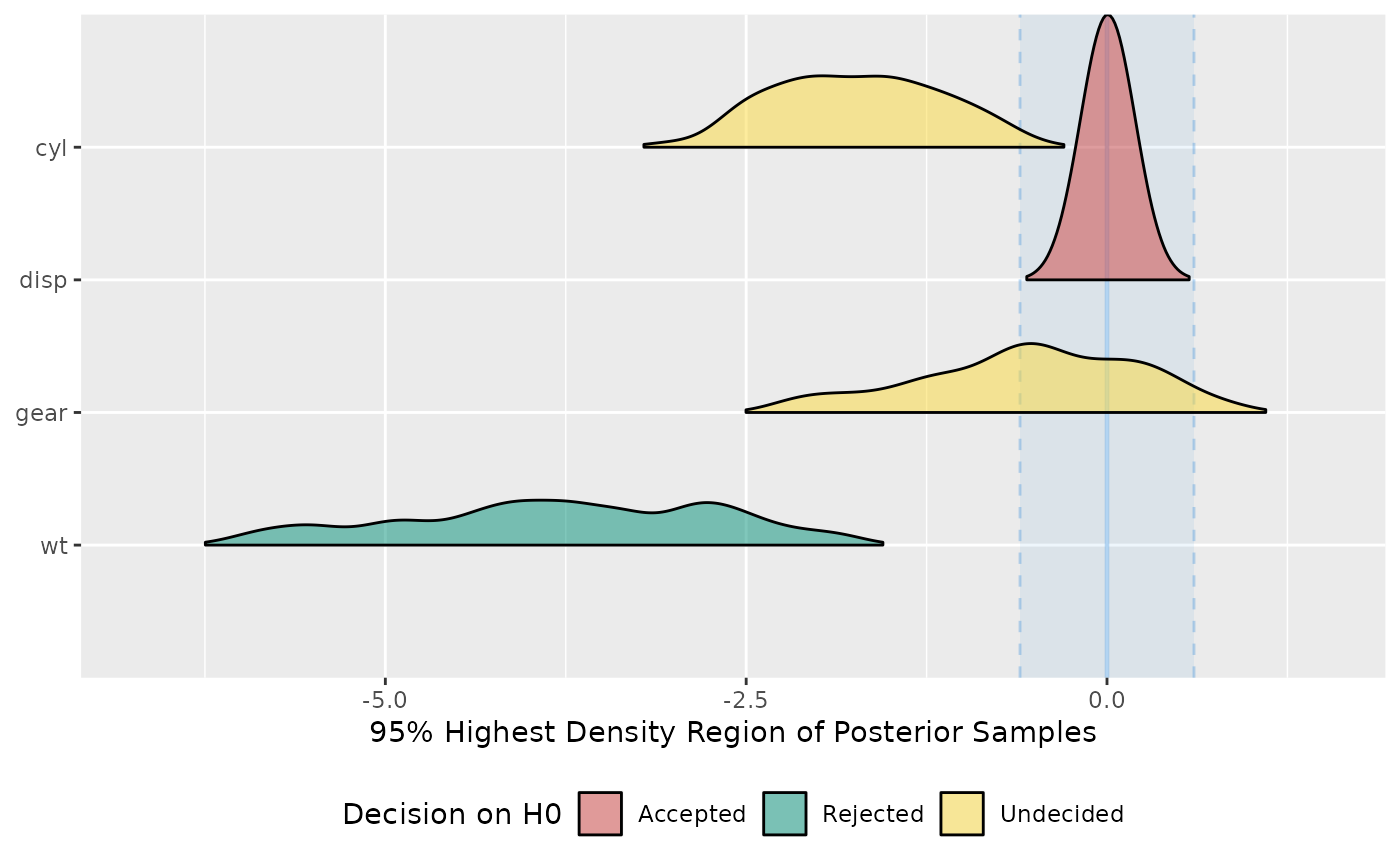 cyl
disp
gear
wt
-5.0 -2.5 0.0
95% Highest Density Region of Posterior Samples
Decision on H0 Accepted Rejected Undecided